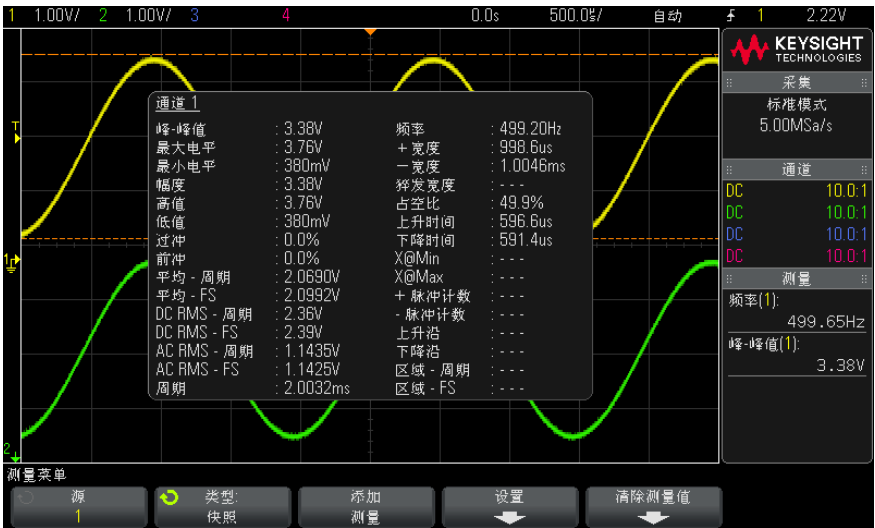 1 1.00V/ 2 1.00V/ 3 4 0.0s 500.0us/ 自动 1 2.22V
KEYSIGHT
TECHNOLOGIES
采集
标准模式
5.00MSa/s
通道
DC 10.0:1
DC 10.0:1
DC 10.0:1
DC 10.0:1
测量
频率(1):
499.65Hz
峰-峰值(1):
3.38V
T
1
2
通道 1
峰-峰值 : 3.38V 频率 : 499.20Hz
最大电平 : 3.76V +宽度 : 998.6us
最小电平 : 380mV 一宽度 : 1.0046ms
幅度 : 3.38V 猝发宽度 : - - -
高值 : 3.76V 占空比 : 49.9%
低值 : 380mV 上升时间 : 596.6us
过冲 : 0.0% 下降时间 : 591.4us
前冲 : 0.0% X@Min : - - -
平均 - 周期 : 2.0690V X@Max : - - -
平均 - FS : 2.0992V + 脉冲计数 : - - -
DC RMS - 周期 : 2.36V - 脉冲计数 : - - -
DC RMS - FS : 2.39V 上升沿 : - - -
AC RMS - 周期 : 1.1435V 下降沿 : - - -
AC RMS - FS : 1.1425V 区域 - 周期 : - - -
周期 : 2.0032ms 区域 - FS : - - -
测量菜单
源
1
类型:
快照
添加
测量
设置
清除测量值